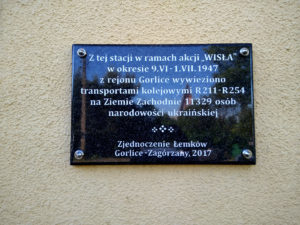 Z tej stacji w ramach akcji „WISŁA”
w okresie 9.VI-1.VII.1947
z rejonu Gorlice wywieziono
transportami kolejowymi R211-R254
na Ziemie Zachodnie 11329 osób
narodowości ukraińskiej
Zjednoczenie Łemków
Gorlice-Zagórzany, 2017